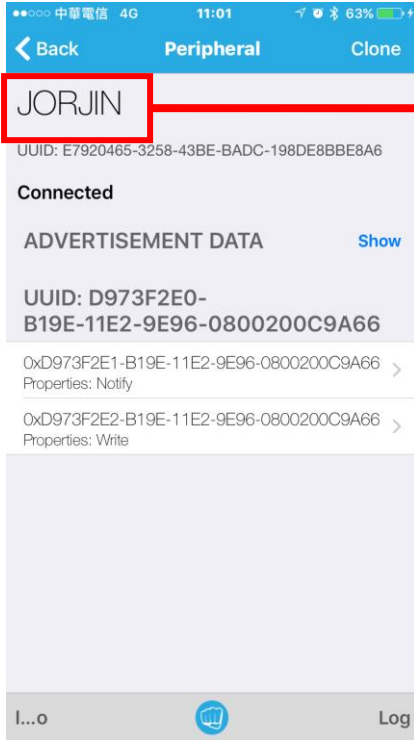 中華電信 4G 11:01 63%
Back Peripheral Clone
JORJIN
UUID: E7920465-3258-43BE-BADC-198DE8BBE8A6
Connected
ADVERTISEMENT DATA Show
UUID: D973F2E0-
B19E-11E2-9E96-0800200C9A66
0xD973F2E1-B19E-11E2-9E96-0800200C9A66
Properties: Notify
0xD973F2E2-B19E-11E2-9E96-0800200C9A66
Properties: Write
I...o Log